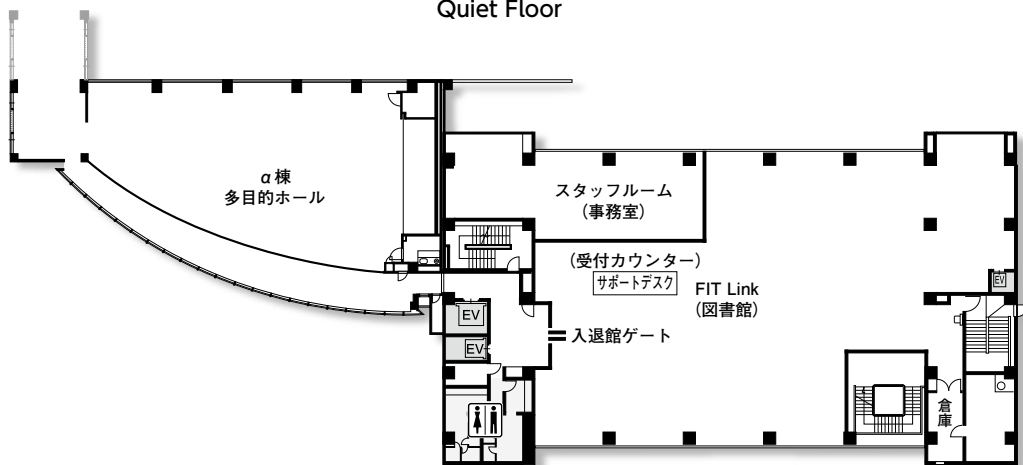 Quiet Floor
α棟
多目的ホール
スタッフルーム
（事務室）
（受付カウンター）
サポートデスク
FIT Link
（図書館）
EV
入退館ゲート
EV
EV
倉庫